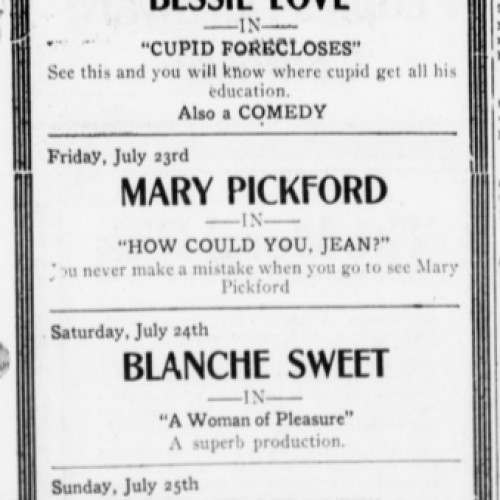 BESSIE LOVE
—IN—
"CUPID FORECLOSES"
See this and you will know where cupid get all his
education.
Also a COMEDY
Friday, July 23rd
MARY PICKFORD
—IN—
"HOW COULD YOU, JEAN?"
You never make a mistake when you go to see Mary
Pickford
Saturday, July 24th
BLANCHE SWEET
—IN—
"A Woman of Pleasure"
A superb production.
Sunday, July 25th